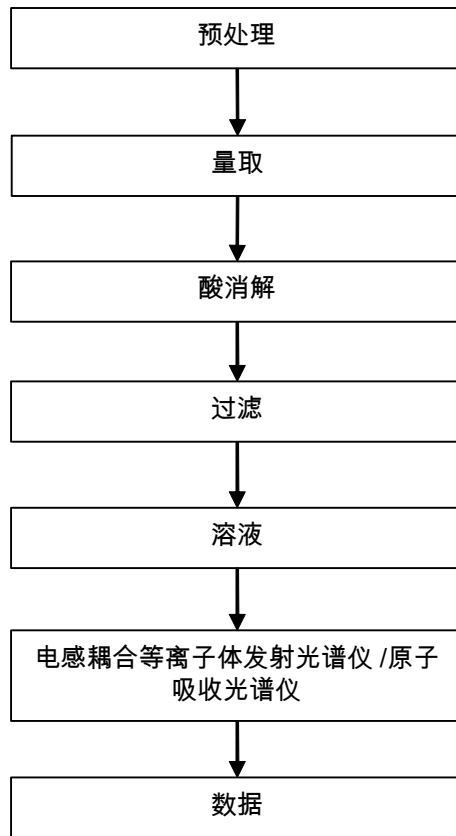 预处理
量取
酸消解
过滤
溶液
电感耦合等离子体发射光谱仪 /原子
吸收光谱仪
数据